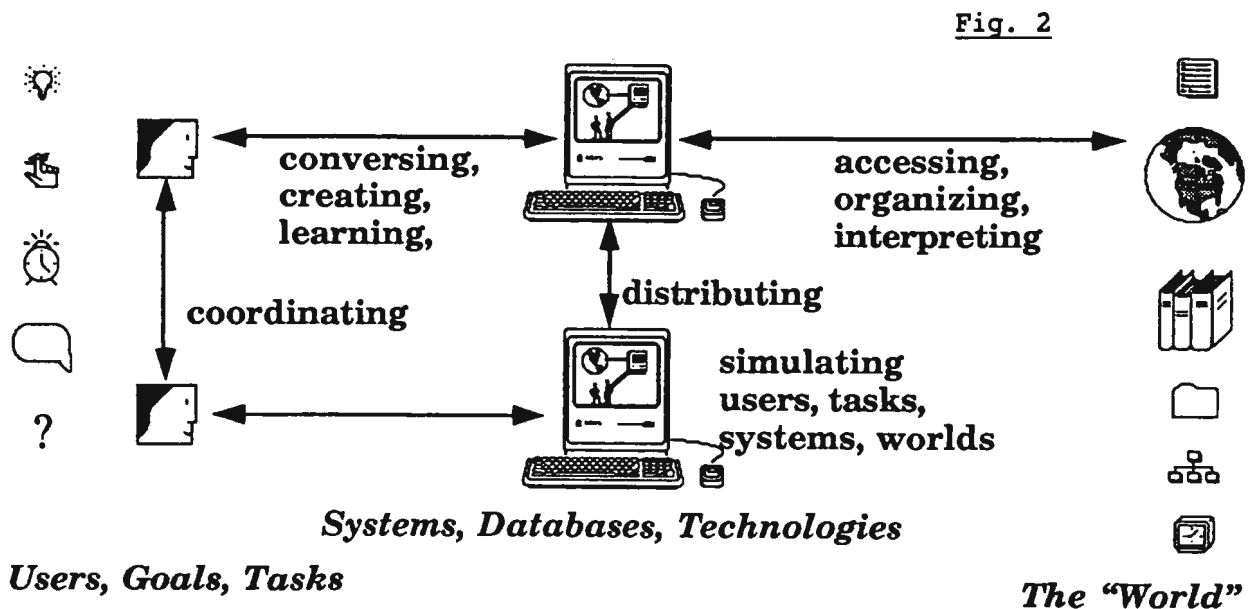 Fig. 2
conversing,
creating,
learning,
accessing,
organizing,
interpreting
coordinating
distributing
simulating
users, tasks,
systems, worlds
?
Systems, Databases, Technologies
Users, Goals, Tasks
The “World”